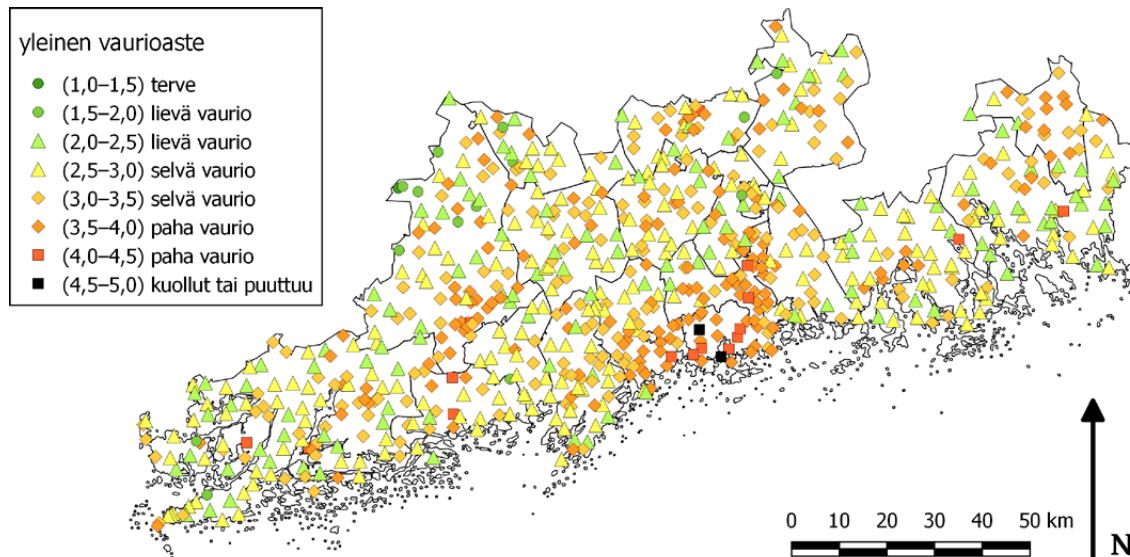 yleinen vaurioaste
(1,0–1,5) terve
(1,5–2,0) lievä vaurio
(2,0–2,5) lievä vaurio
(2,5–3,0) selvä vaurio
(3,0–3,5) selvä vaurio
(3,5–4,0) paha vaurio
(4,0–4,5) paha vaurio
(4,5–5,0) kuollut tai puuttuu
0 10 20 30 40 50 km
N